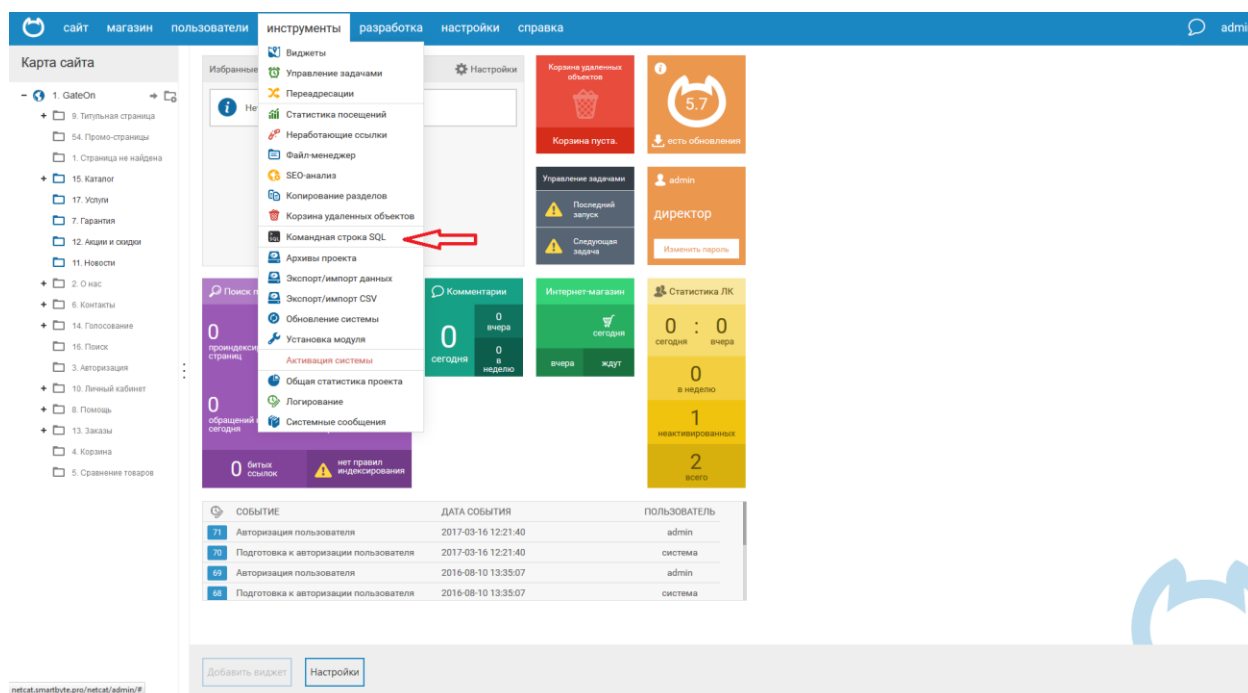 сайт магазин пользователи инструменты разработка настройки справка admi
Карта сайта
1. GateOn
9. Титульная страница
54. Промо-страницы
1. Страница не найдена
15. Каталог
17. Услуги
7. Гарантия
12. Акции и скидки
11. Новости
2. О нас
6. Контакты
14. Голосование
16. Поиск
3. Авторизация
10. Личный кабинет
8. Помощь
13. Заказы
4. Корзина
5. Сравнение товаров
Избранные
Настройки
Не
Виджеты
Управление задачами
Переадресации
Статистика посещений
Неработающие ссылки
Файл-менеджер
SEO-анализ
Копирование разделов
Корзина удаленных объектов
SQL Командная строка SQL
Архивы проекта
Экспорт/импорт данных
Экспорт/импорт CSV
Обновление системы
Установка модуля
Активация системы
Общая статистика проекта
Логирование
Системные сообщения
Корзина удаленных
объектов
Корзина пуста.
5.7
есть обновления
Управление задачами
Последний
запуск
Следующая
задача
admin
директор
Изменить пароль
Поиск
0
страниц
0
обращений
сегодня
0 битых
ссылок
нет правил
индексирования
Комментарии
0
сегодня
0
вчера
0
в
неделю
Интернет-магазин
сегодня
вчера ждут
Статистика ЛК
0 : 0
сегодня вчера
0
в неделю
1
неактивированных
2
всего
СОБЫТИЕ ДАТА СОБЫТИЯ ПОЛЬЗОВАТЕЛЬ
71 Авторизация пользователя 2017-03-16 12:21:40 admin
70 Подготовка к авторизации пользователя 2017-03-16 12:21:40 система
69 Авторизация пользователя 2016-08-10 13:35:07 admin
68 Подготовка к авторизации пользователя 2016-08-10 13:35:07 система
Добавить виджет Настройки
netcat.smartbyte.pro/netcat/admin/#